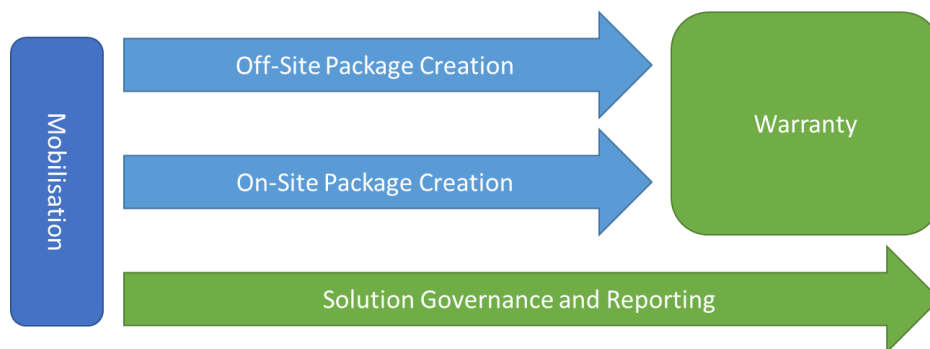 Mobilisation
Off-Site Package Creation
On-Site Package Creation
Warranty
Solution Governance and Reporting